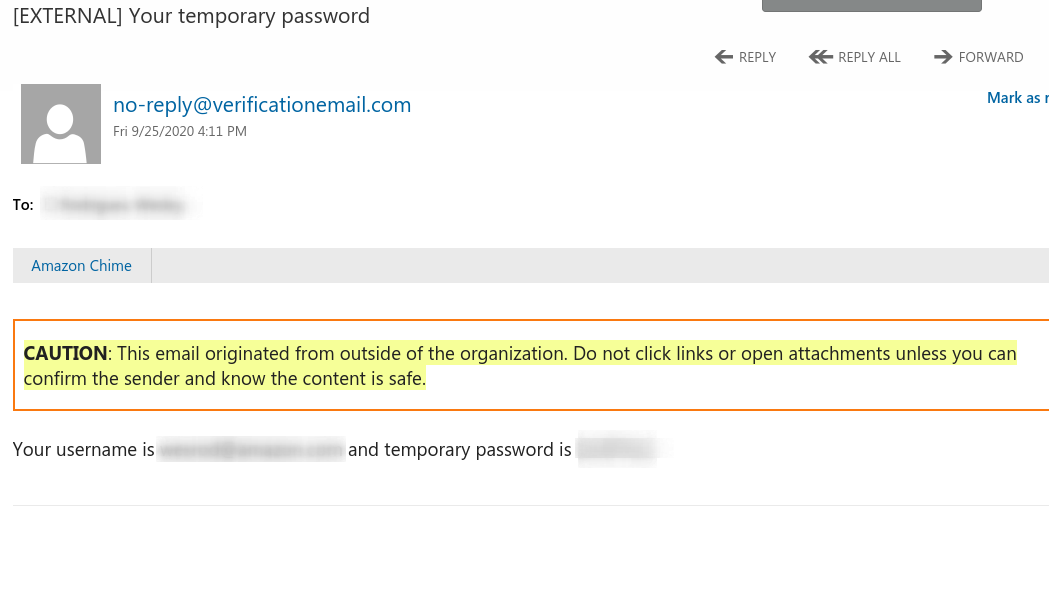 [EXTERNAL] Your temporary password
REPLY REPLY ALL FORWARD
no-reply@verificationemail.com
Mark as
Fri 9/25/2020 4:11 PM
To:
Amazon Chime
CAUTION: This email originated from outside of the organization. Do not click links or open attachments unless you can
confirm the sender and know the content is safe.
Your username is and temporary password is